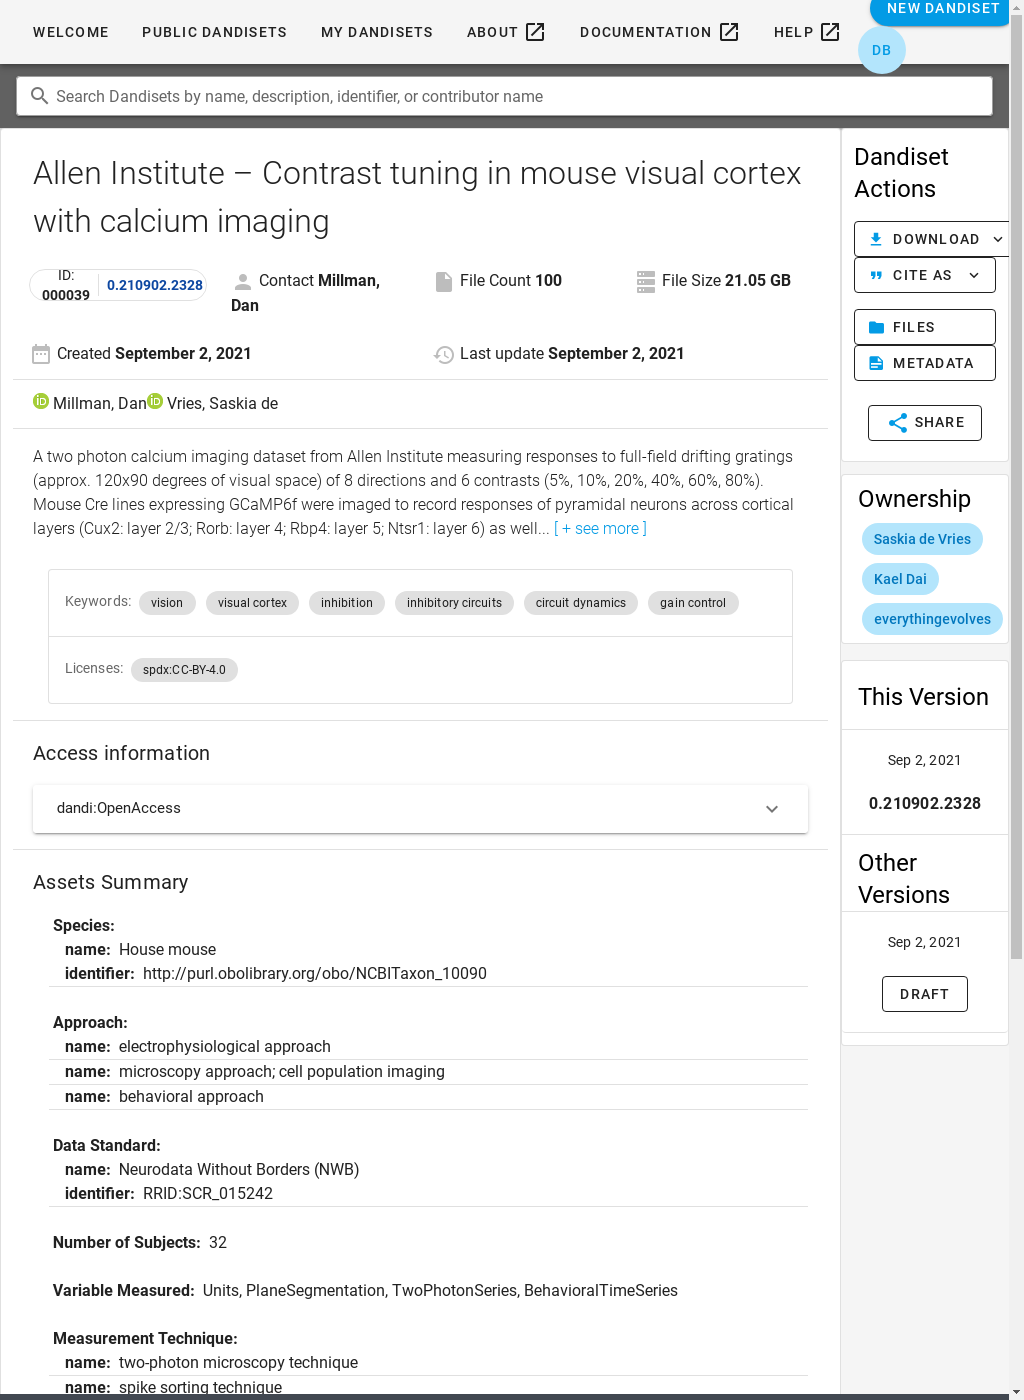 WELCOME PUBLIC DANDISETS MY DANDISETS ABOUT DOCUMENTATION HELP NEW DANDISET
DB
Search Dandisets by name, description, identifier, or contributor name
Allen Institute – Contrast tuning in mouse visual cortex
with calcium imaging
ID:
000039
0.210902.2328
Contact Millman,
Dan
File Count 100
File Size 21.05 GB
Created September 2, 2021
Last update September 2, 2021
Millman, Dan Vries, Saskia de
A two photon calcium imaging dataset from Allen Institute measuring responses to full-field drifting gratings
(approx. 120x90 degrees of visual space) of 8 directions and 6 contrasts (5%, 10%, 20%, 40%, 60%, 80%).
Mouse Cre lines expressing GCaMP6f were imaged to record responses of pyramidal neurons across cortical
layers (Cux2: layer 2/3; Rorb: layer 4; Rbp4: layer 5; Ntsr1: layer 6) as well... [ + see more ]
Keywords: vision visual cortex inhibition inhibitory circuits circuit dynamics gain control
Licenses: spdx:CC-BY-4.0
Access information
dandi:OpenAccess
Assets Summary
Species:
name: House mouse
identifier: http://purl.obolibrary.org/obo/NCBITaxon_10090
Approach:
name: electrophysiological approach
name: microscopy approach; cell population imaging
name: behavioral approach
Data Standard:
name: Neurodata Without Borders (NWB)
identifier: RRID:SCR_015242
Number of Subjects: 32
Variable Measured: Units, PlaneSegmentation, TwoPhotonSeries, BehavioralTimeSeries
Measurement Technique:
name: two-photon microscopy technique
name: spike sorting technique
Dandiset
Actions
DOWNLOAD
CITE AS
FILES
METADATA
SHARE
Ownership
Saskia de Vries
Kael Dai
everythingevolves
This Version
Sep 2, 2021
0.210902.2328
Other
Versions
Sep 2, 2021
DRAFT